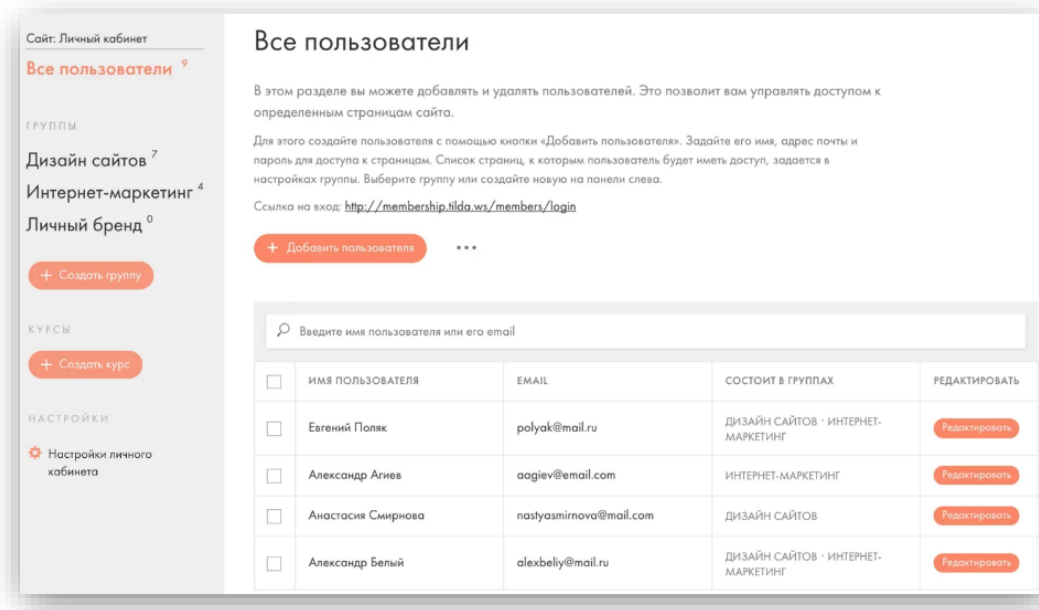 Сайт: Личный кабинет
Все пользователи 9
ГРУППЫ
Дизайн сайтов 7
Интернет-маркетинг 4
Личный бренд 0
+ Создать группу
КУРСЫ
+ Создать курс
НАСТРОЙКИ
Настройки личного
кабинета
Все пользователи
В этом разделе вы можете добавлять и удалять пользователей. Это позволит вам управлять доступом к
определенным страницам сайта.
Для этого создайте пользователя с помощью кнопки «Добавить пользователя». Задайте его имя, адрес почты и
пароль для доступа к страницам. Список страниц, к которым пользователь будет иметь доступ, задается в
настройках группы. Выберите группу или создайте новую на панели слева.
Ссылка на вход: http://membership.tilda.ws/members/login
+ Добавить пользователя •••
Введите имя пользователя или его email
ИМЯ ПОЛЬЗОВАТЕЛЯ EMAIL СОСТОИТ В ГРУППАХ РЕДАКТИРОВАТЬ
Евгений Поляк polyak@mail.ru ДИЗАЙН САЙТОВ · ИНТЕРНЕТ-
МАРКЕТИНГ Редактировать
Александр Агиев aagiev@email.com ИНТЕРНЕТ-МАРКЕТИНГ Редактировать
Анастасия Смирнова nastyasmirnova@mail.com ДИЗАЙН САЙТОВ Редактировать
Александр Белый alexbeliy@mail.ru ДИЗАЙН САЙТОВ · ИНТЕРНЕТ-
МАРКЕТИНГ Редактировать